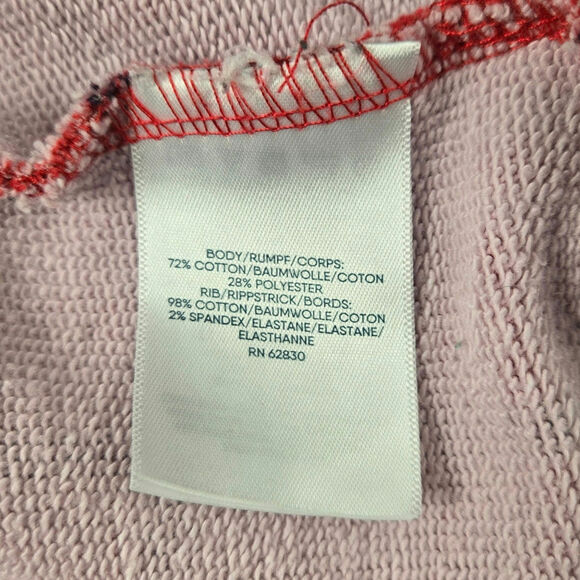 BODY/RUMPF/CORPS:
72% COTTON/BAUMWOLLE/COTON
28% POLYESTER
RIB/RIPPSTRICK/BORDS:
98% COTTON/BAUMWOLLE/COTON
2% SPANDEX/ELASTANE/ELASTANE/
ELASTHANNE
RN 62830